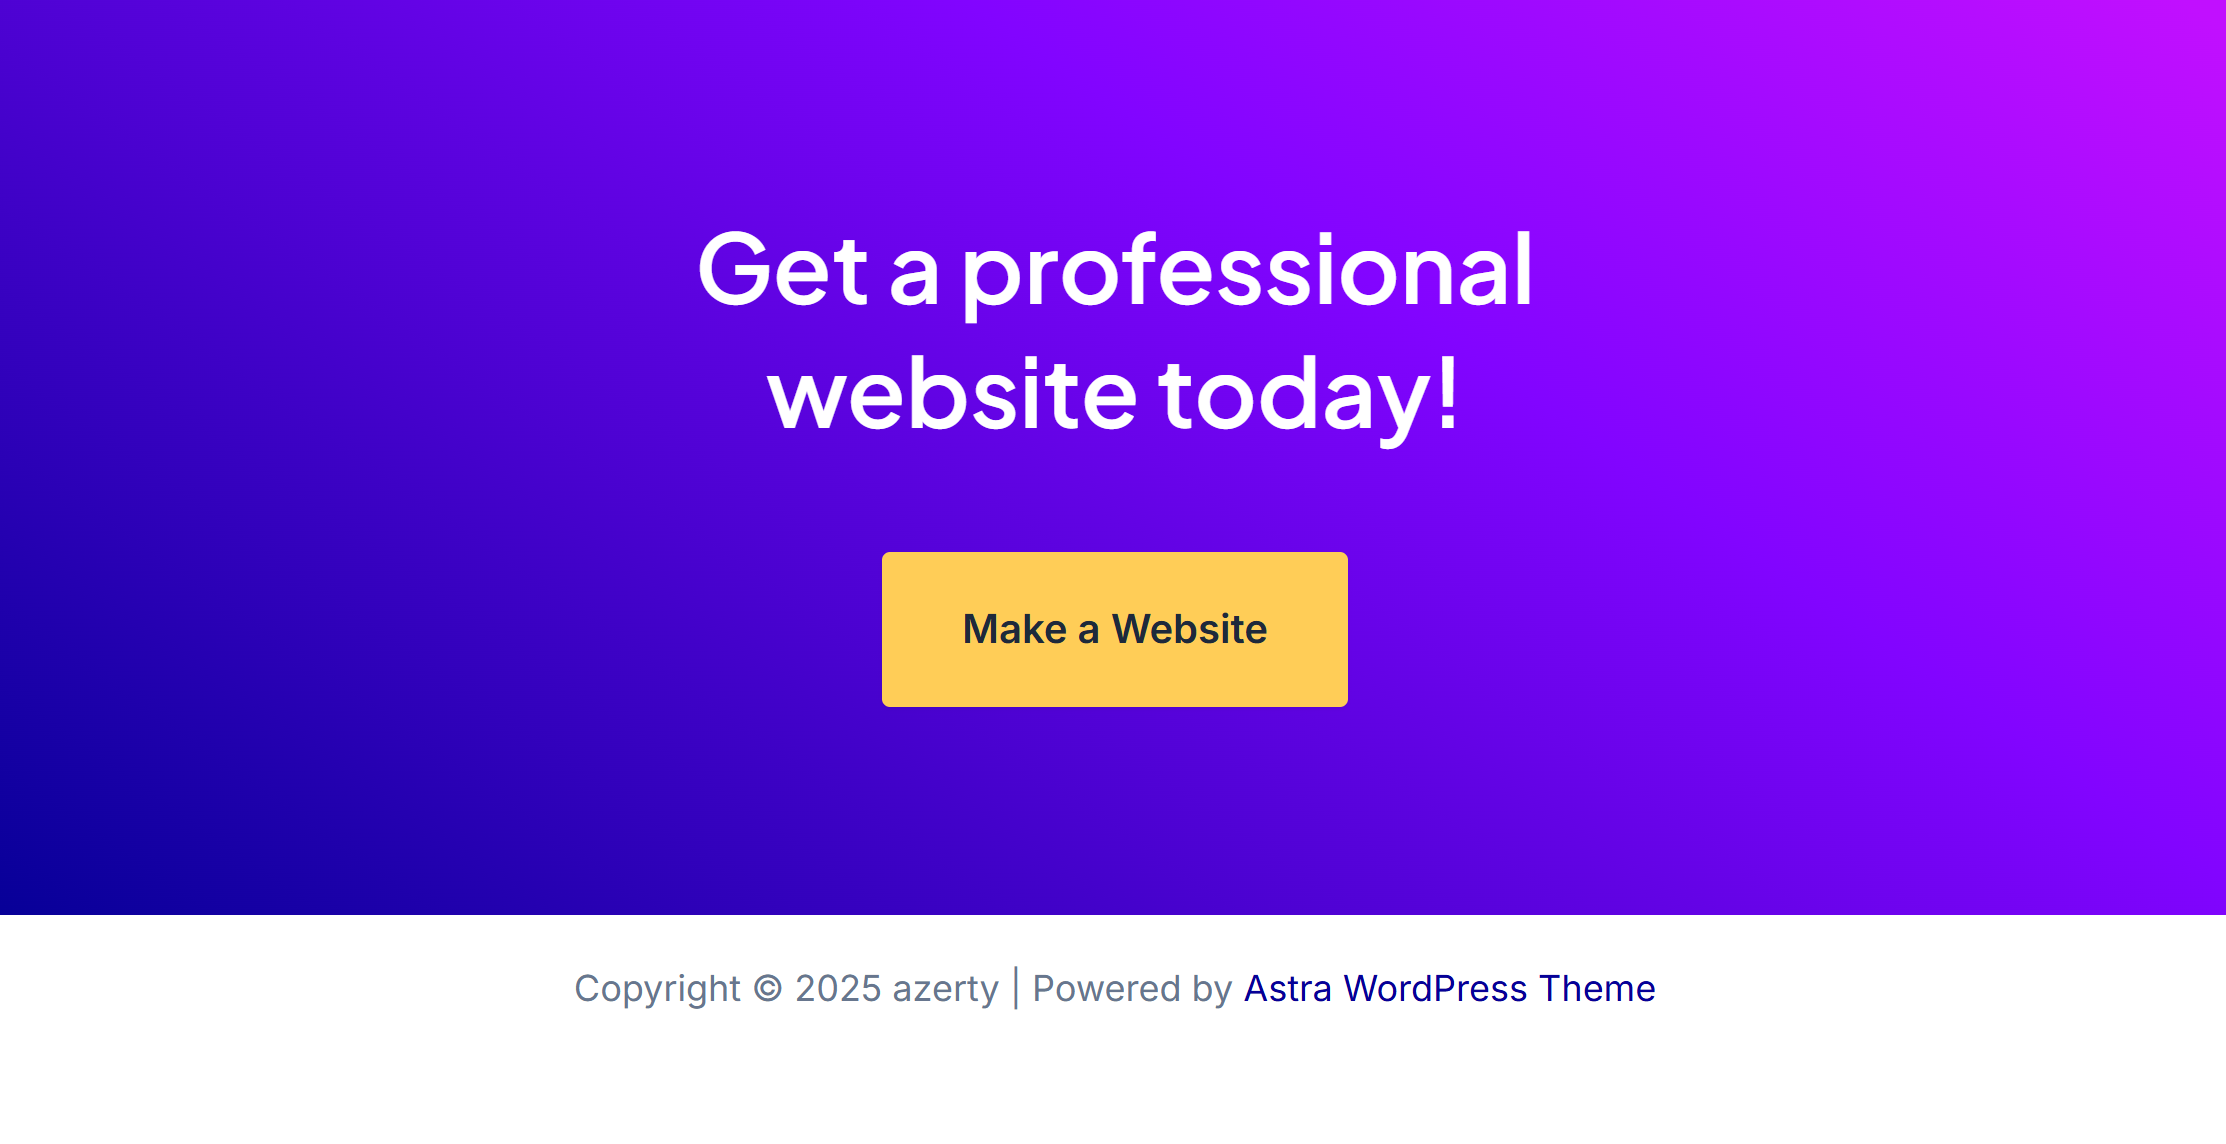 Get a professional
website today!
Make a Website
Copyright © 2025 azerty | Powered by Astra WordPress Theme